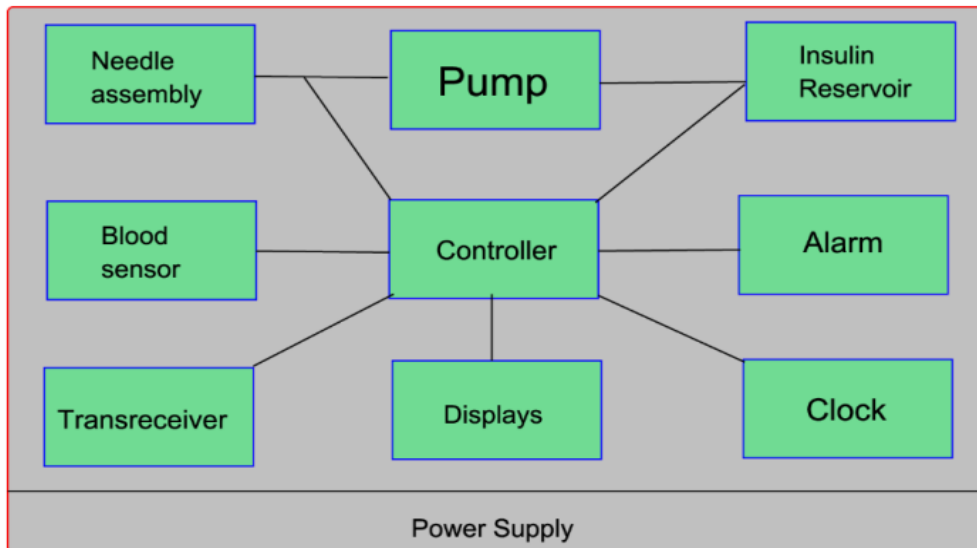 Needle
assembly
Pump
Insulin
Reservoir
Blood
sensor
Controller
Alarm
Transreceiver
Displays
Clock
Power Supply